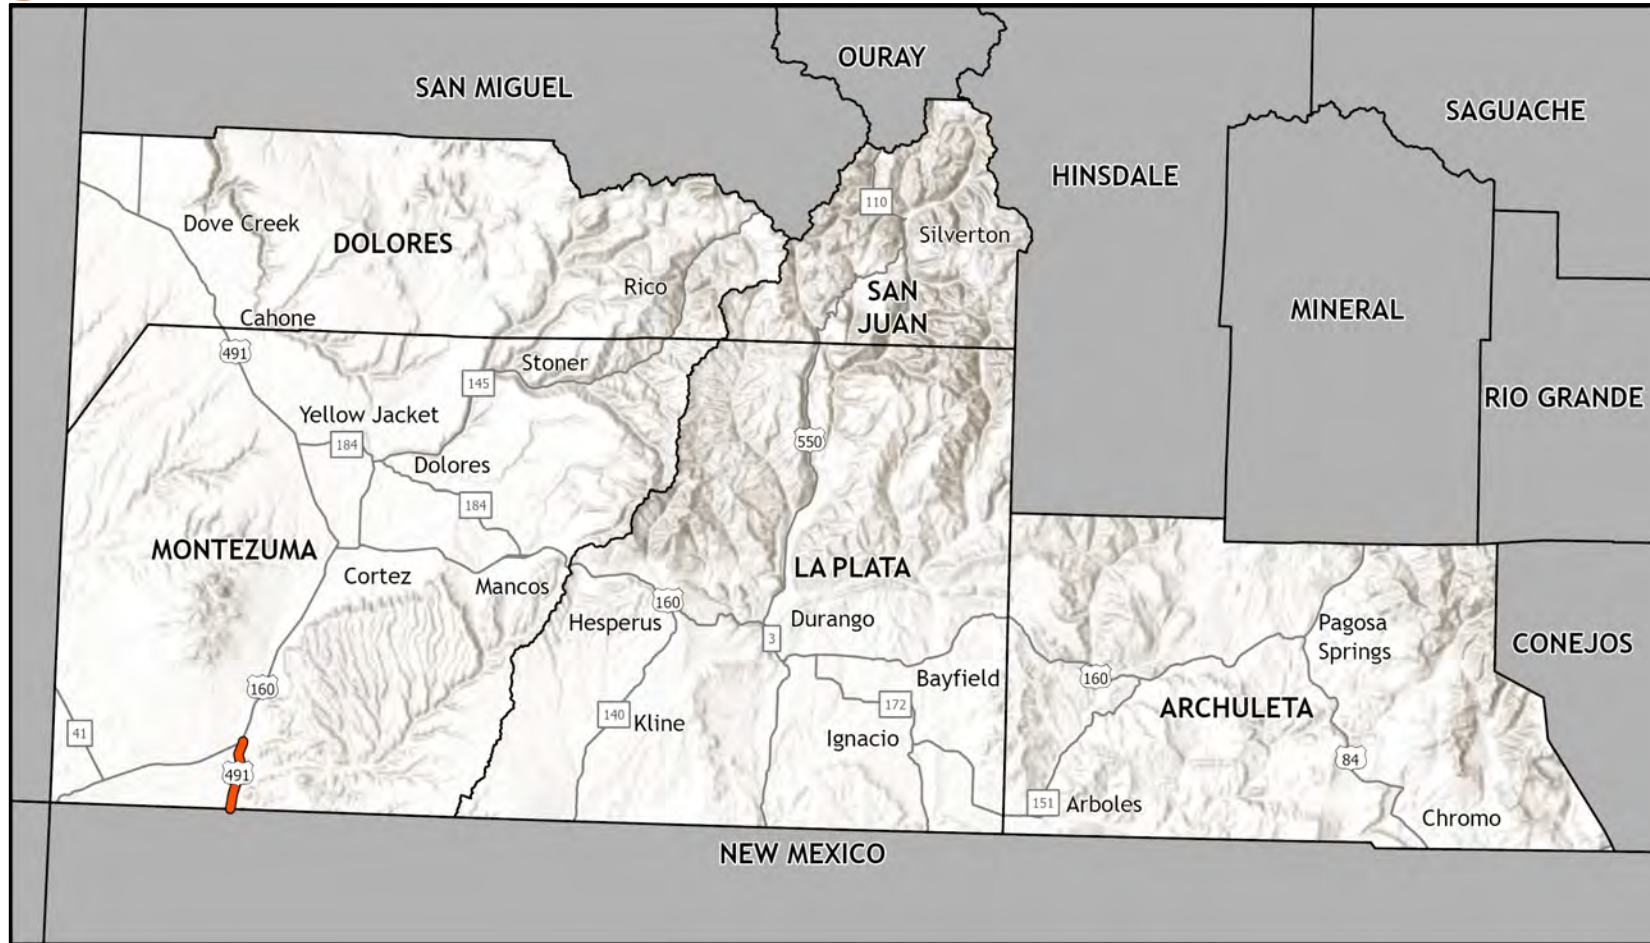 OURAY
SAN MIGUEL
SAGUACHE
HINSDALE
110
Dove Creek
DOLORES
Silverton
Rico
SAN
JUAN
MINERAL
Cahone
491
Stoner
145
RIO GRANDE
Yellow Jacket
184
550
Dolores
184
MONTEZUMA
Cortez
Mancos
LA PLATA
160
Hesperus
3
Durango
Pagosa
Springs
CONEJOS
160
Bayfield
160
172
ARCHULETA
140
Kline
41
Ignacio
84
491
151
Arboles
Chromo
NEW MEXICO